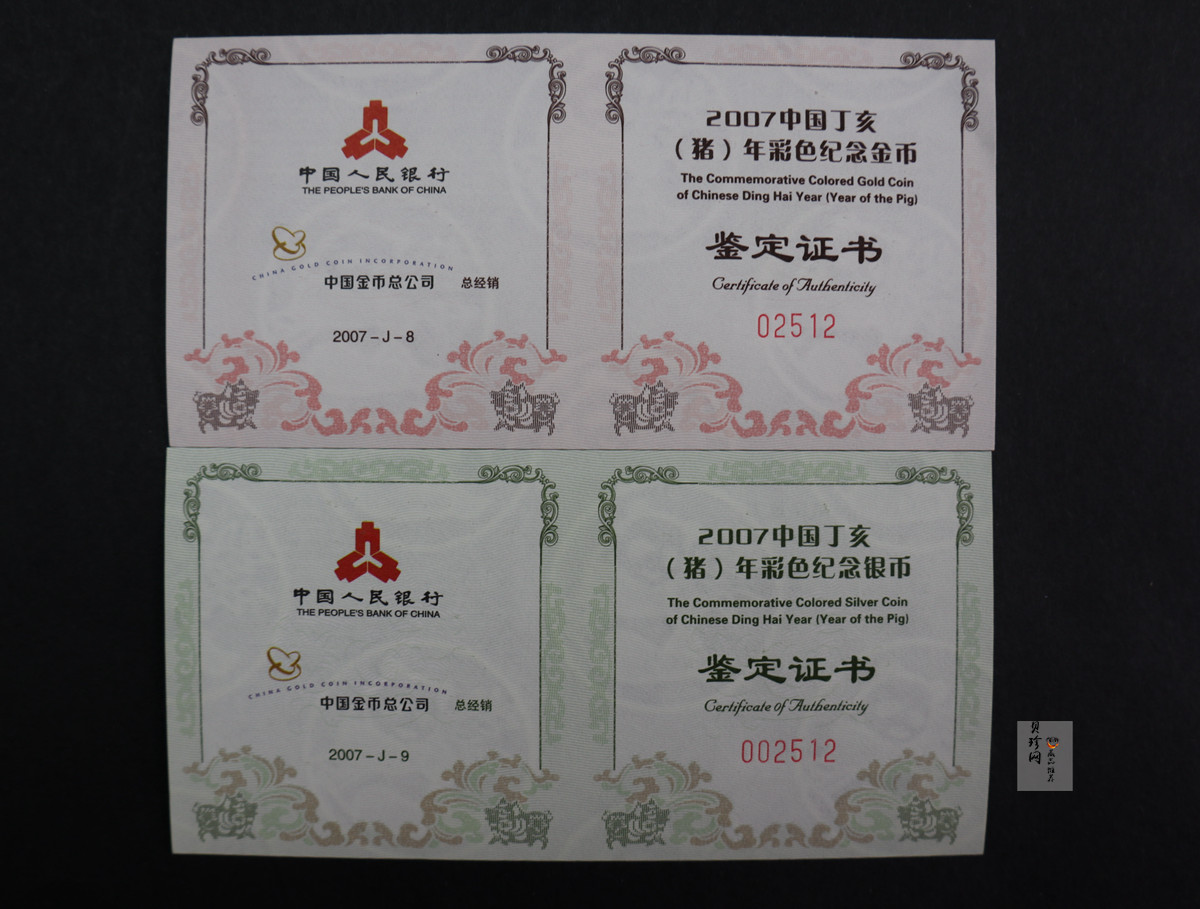 中国人民银行
THE PEOPLE'S BANK OF CHINA
CHINA GOLD COIN INCORPORATION
中国金币总公司 总经销
2007-J-8
2007中国丁亥
（猪）年彩色纪念金币
The Commemorative Colored Gold Coin
of Chinese Ding Hai Year (Year of the Pig)
鉴定证书
Certificate of Authenticity
02512
中国人民银行
THE PEOPLE'S BANK OF CHINA
CHINA GOLD COIN INCORPORATION
中国金币总公司 总经销
2007-J-9
2007中国丁亥
（猪）年彩色纪念银币
The Commemorative Colored Silver Coin
of Chinese Ding Hai Year (Year of the Pig)
鉴定证书
Certificate of Authenticity
002512
贝珍网